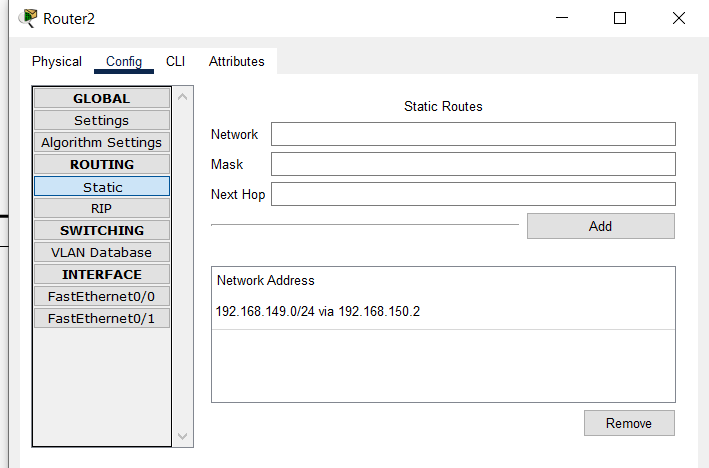 Router2
Physical Config CLI Attributes
GLOBAL
Settings
Algorithm Settings
ROUTING
Static
RIP
SWITCHING
VLAN Database
INTERFACE
FastEthernet0/0
FastEthernet0/1
Static Routes
Network
Mask
Next Hop
Add
Network Address
192.168.149.0/24 via 192.168.150.2
Remove